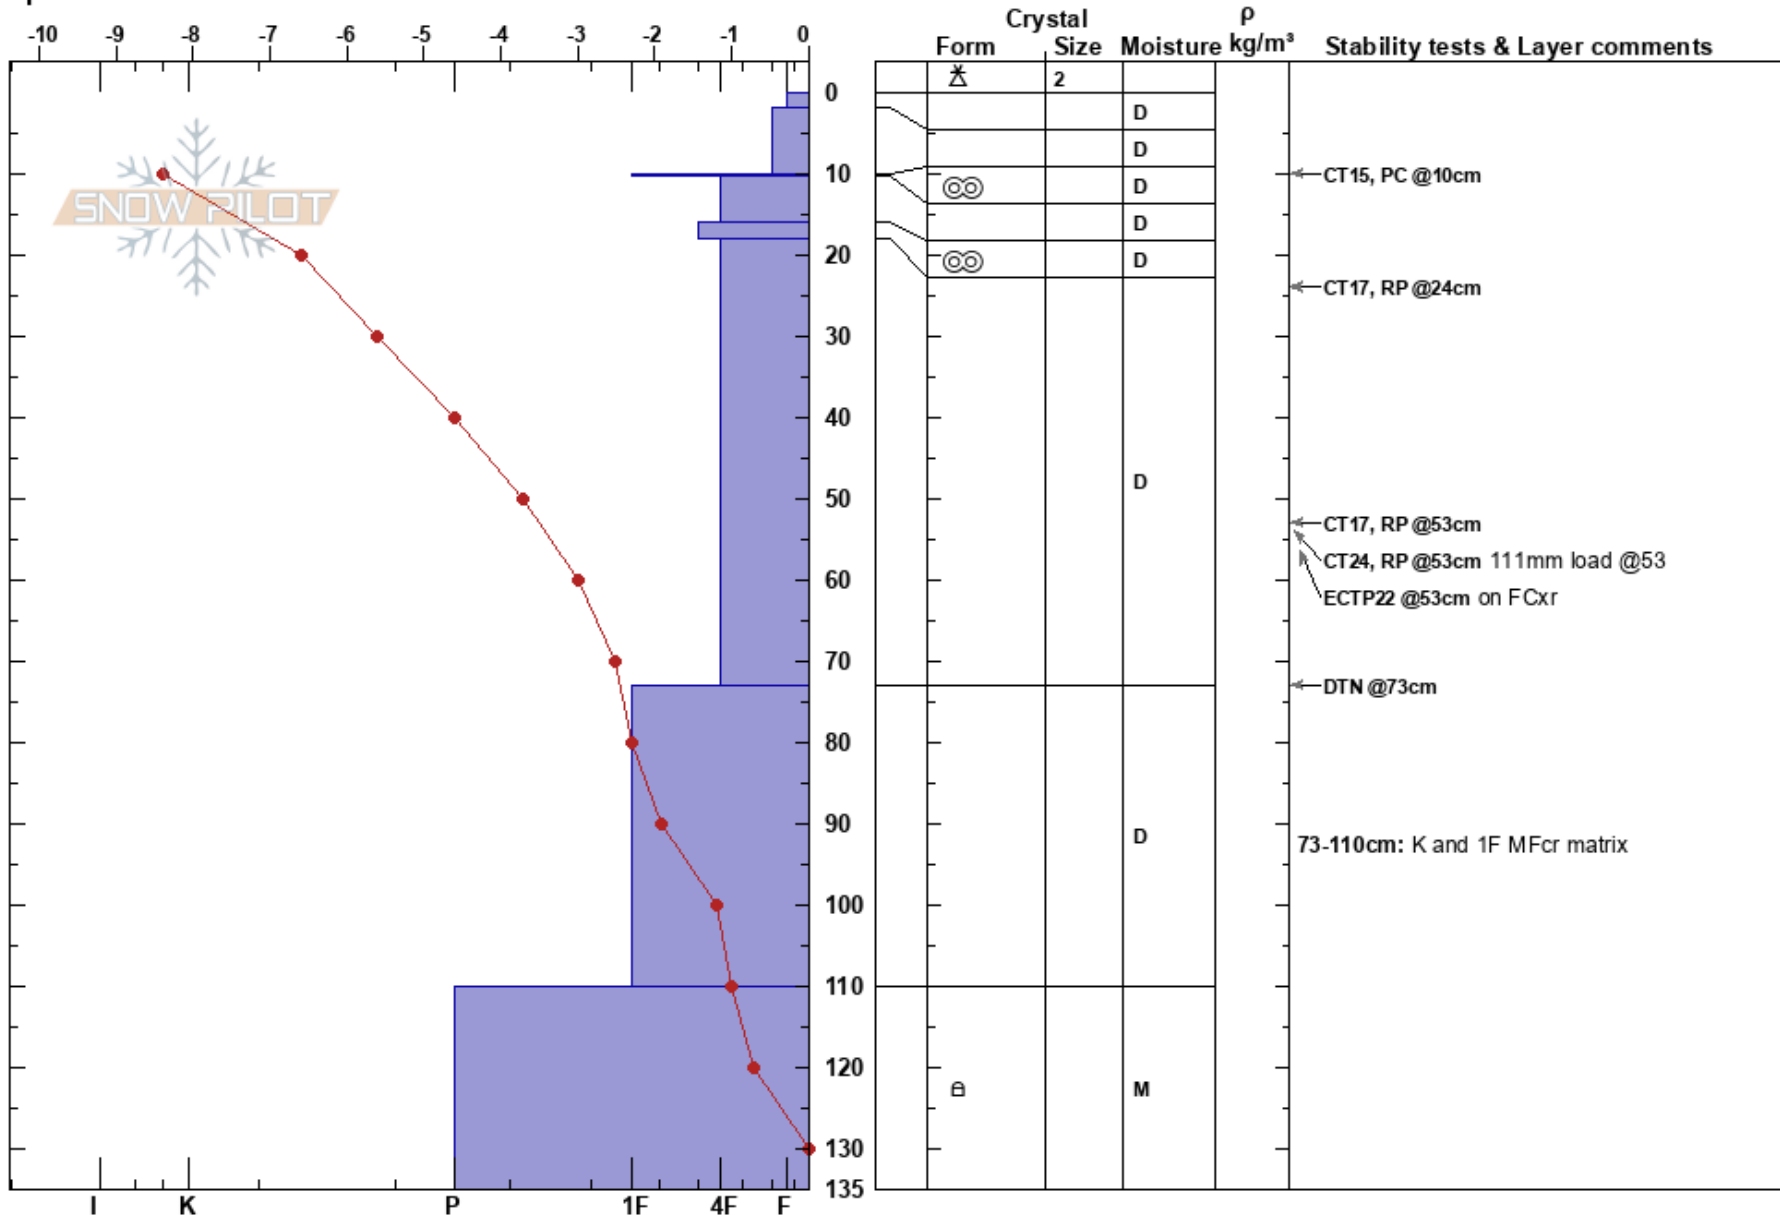 Crystal ρ
-10 -9 -8 -7 -6 -5 -4 -3 -2 -1 0 Form Size Moisture kg/m³ Stability tests & Layer comments
2
0
D
D
10 CT15, PC @10cm
SNOW PILOT D
D
20 D
CT17, RP @24cm
30
40
D
50
CT17, RP @53cm
CT24, RP @53cm 111mm load @53
60
ECTP22 @53cm on FCxr
70
DTN @73cm
80
90 D
73-110cm: K and 1F MFcr matrix
100
110
120
M
130
135
I K P 1F 4F F